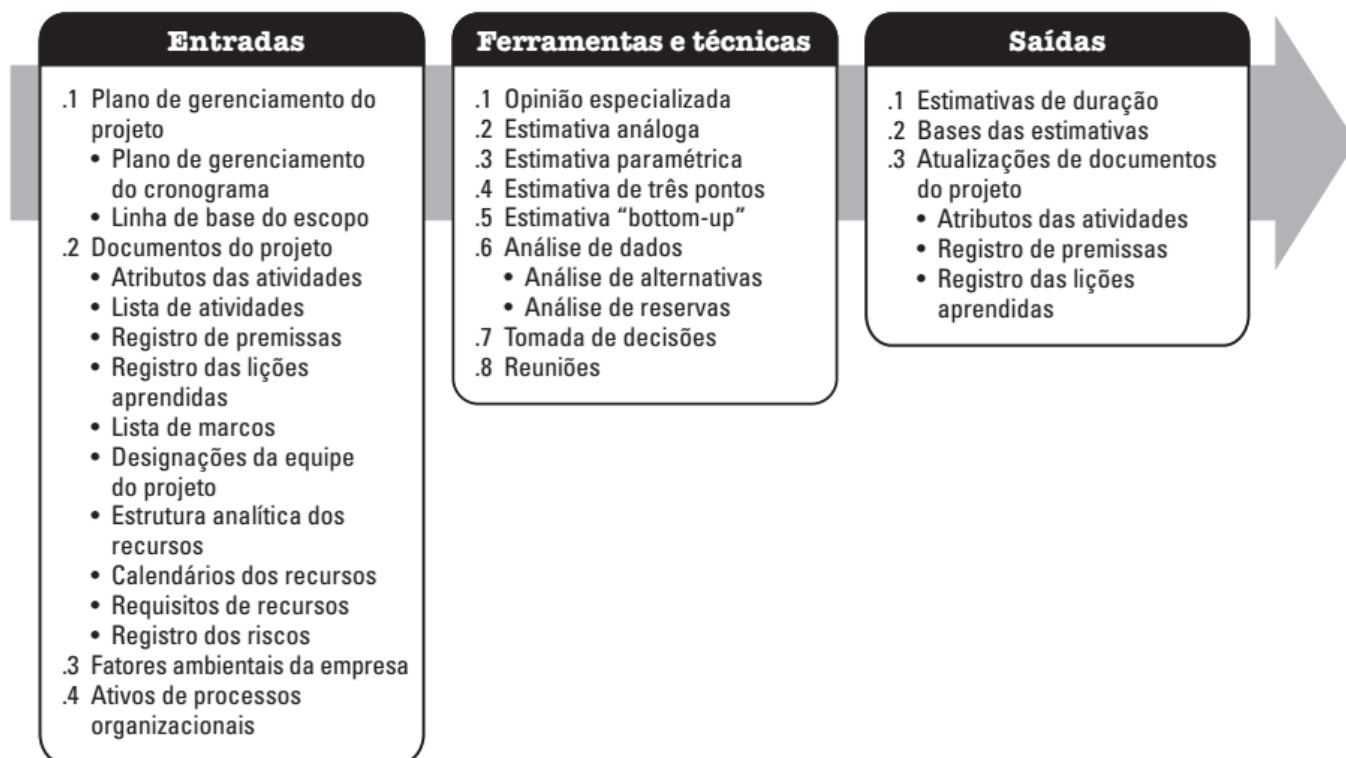 Entradas
.1 Plano de gerenciamento do
projeto
• Plano de gerenciamento
do cronograma
• Linha de base do escopo
.2 Documentos do projeto
• Atributos das atividades
• Lista de atividades
• Registro de premissas
• Registro das lições
aprendidas
• Lista de marcos
• Designações da equipe
do projeto
• Estrutura analítica dos
recursos
• Calendários dos recursos
• Requisitos de recursos
• Registro dos riscos
.3 Fatores ambientais da empresa
.4 Ativos de processos
organizacionais
Ferramentas e técnicas
.1 Opinião especializada
.2 Estimativa análoga
.3 Estimativa paramétrica
.4 Estimativa de três pontos
.5 Estimativa “bottom-up”
.6 Análise de dados
• Análise de alternativas
• Análise de reservas
.7 Tomada de decisões
.8 Reuniões
Saídas
.1 Estimativas de duração
.2 Bases das estimativas
.3 Atualizações de documentos
do projeto
• Atributos das atividades
• Registro de premissas
• Registro das lições
aprendidas